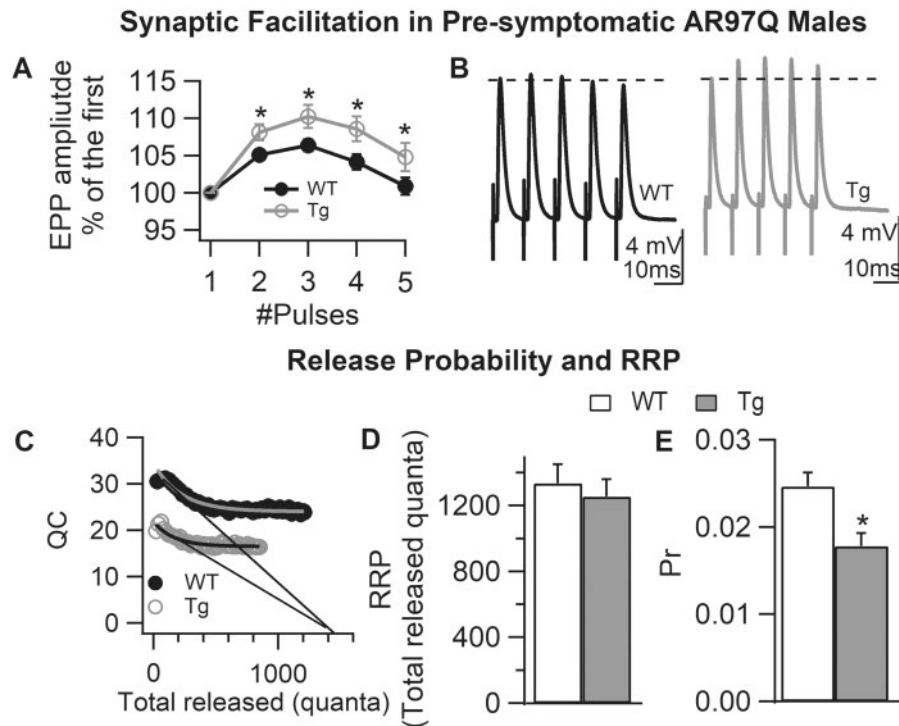 Synaptic Facilitation in Pre-symptomatic AR97Q Males
A
EPP ampliutde
% of the first
115
110
105
100
95
* * * *
WT
Tg
1 2 3 4 5
#Pulses
B
WT
4 mV
10ms
Tg
4 mV
10ms
Release Probability and RRP
WT Tg
C
QC
40
30
20
10
0
WT
Tg
0 1000
Total released (quanta)
D
RRP
(Total released quanta)
1200
800
400
0
E
Pr
0.03
0.02
0.01
0.00
*